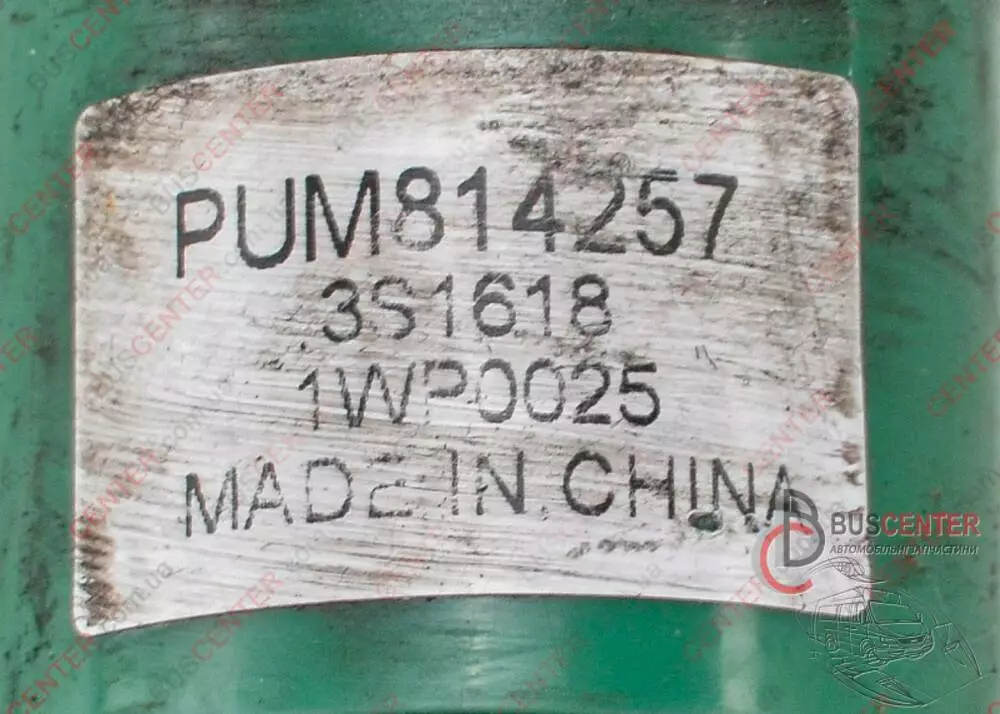 PUM814257
3S1618
1WP0025
MADE IN CHINA
BUSCENTER
АВТОМОБІЛЬНІ ЗАПЧАСТИНИ